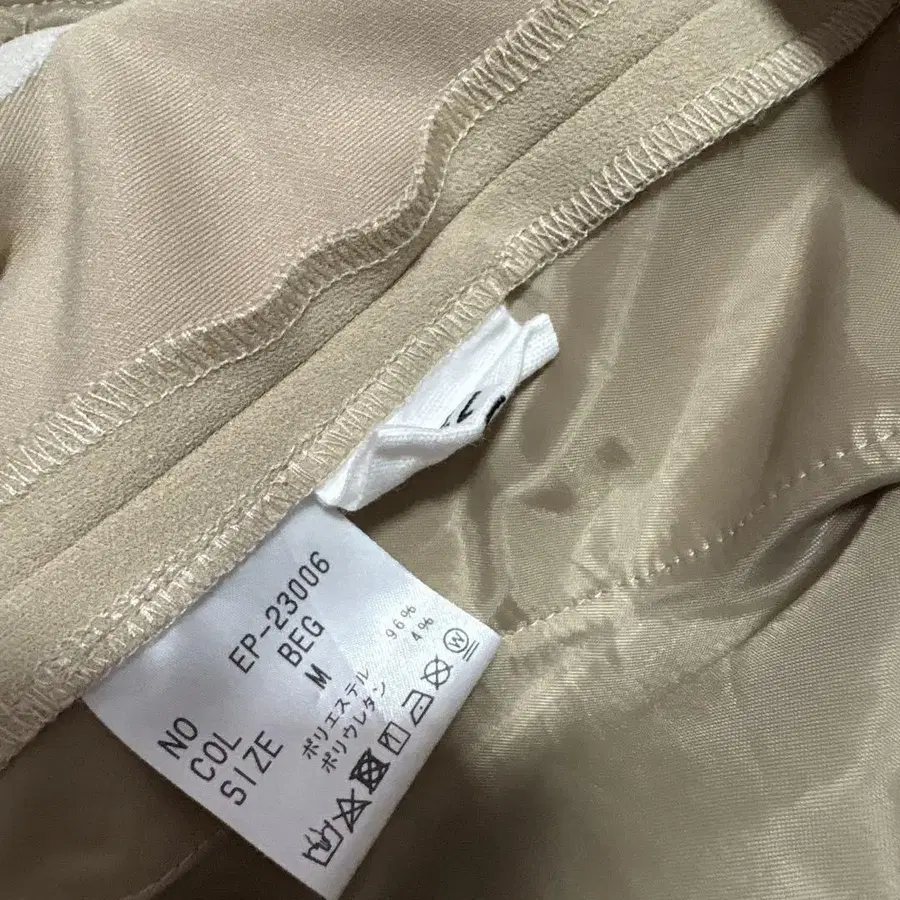 NO EP-23006
COL BEG
SIZE M
ポリエステル 96%
ポリウレタン 4%
W